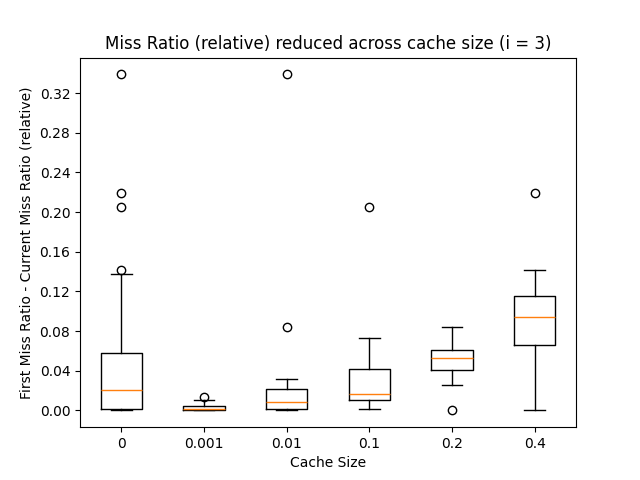 Miss Ratio (relative) reduced across cache size (i = 3)
First Miss Ratio - Current Miss Ratio (relative)
0.32
0.28
0.24
0.20
0.16
0.12
0.08
0.04
0.00
0 0.001 0.01 0.1 0.2 0.4
Cache Size